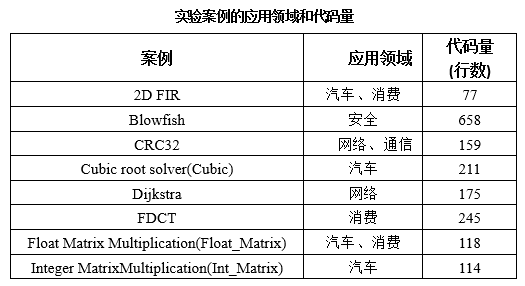 实验案例的应用领域和代码量
案例 应用领域 代码量
(行数)
2D FIR 汽车、消费 77
Blowfish 安全 658
CRC32 网络、通信 159
Cubic root solver(Cubic) 汽车 211
Dijkstra 网络 175
FDCT 消费 245
Float Matrix Multiplication(Float_Matrix) 汽车、消费 118
Integer MatrixMultiplication(Int_Matrix) 汽车 114